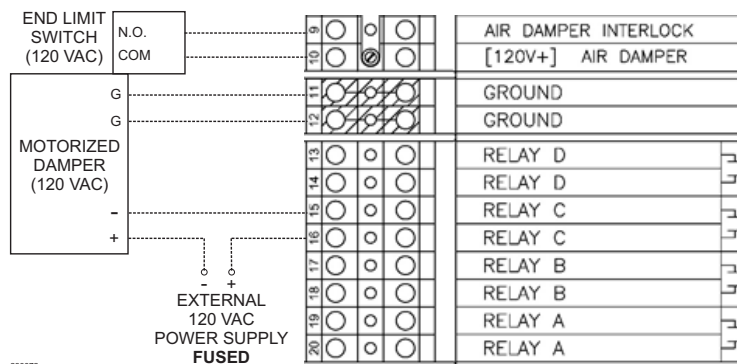 END LIMIT
SWITCH
(120 VAC)
N.O.
COM
G
G
MOTORIZED
DAMPER
(120 VAC)
-
+
- +
EXTERNAL
120 VAC
POWER SUPPLY
FUSED
9 AIR DAMPER INTERLOCK
10 [120V+] AIR DAMPER
11 GROUND
12 GROUND
13 RELAY D
14 RELAY D
15 RELAY C
16 RELAY C
17 RELAY B
18 RELAY B
19 RELAY A
20 RELAY A